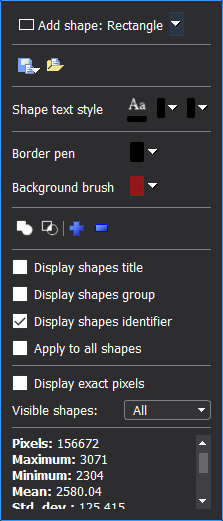 Add shape: Rectangle
Shape text style Aa
Border pen
Background brush
Display shapes title
Display shapes group
Display shapes identifier
Apply to all shapes
Display exact pixels
Visible shapes: All
Pixels: 156672
Maximum: 3071
Minimum: 2304
Mean: 2580.04
Std. dev.: 125.415